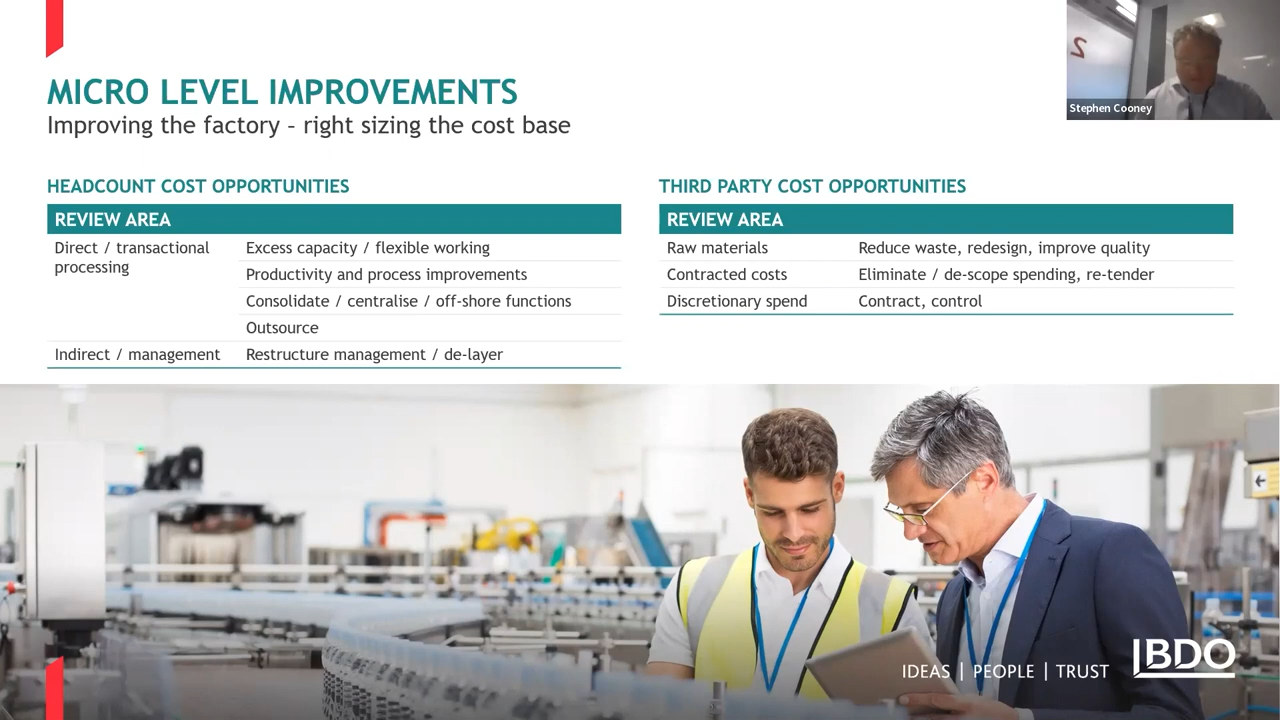 MICRO LEVEL IMPROVEMENTS
Improving the factory – right sizing the cost base
Stephen Cooney
HEADCOUNT COST OPPORTUNITIES
REVIEW AREA
Direct / transactional
processing
Excess capacity / flexible working
Productivity and process improvements
Consolidate / centralise / off-shore functions
Outsource
Indirect / management
Restructure management / de-layer
THIRD PARTY COST OPPORTUNITIES
REVIEW AREA
Raw materials
Reduce waste, redesign, improve quality
Contracted costs
Eliminate / de-scope spending, re-tender
Discretionary spend
Contract, control
IDEAS | PEOPLE | TRUST
BDO